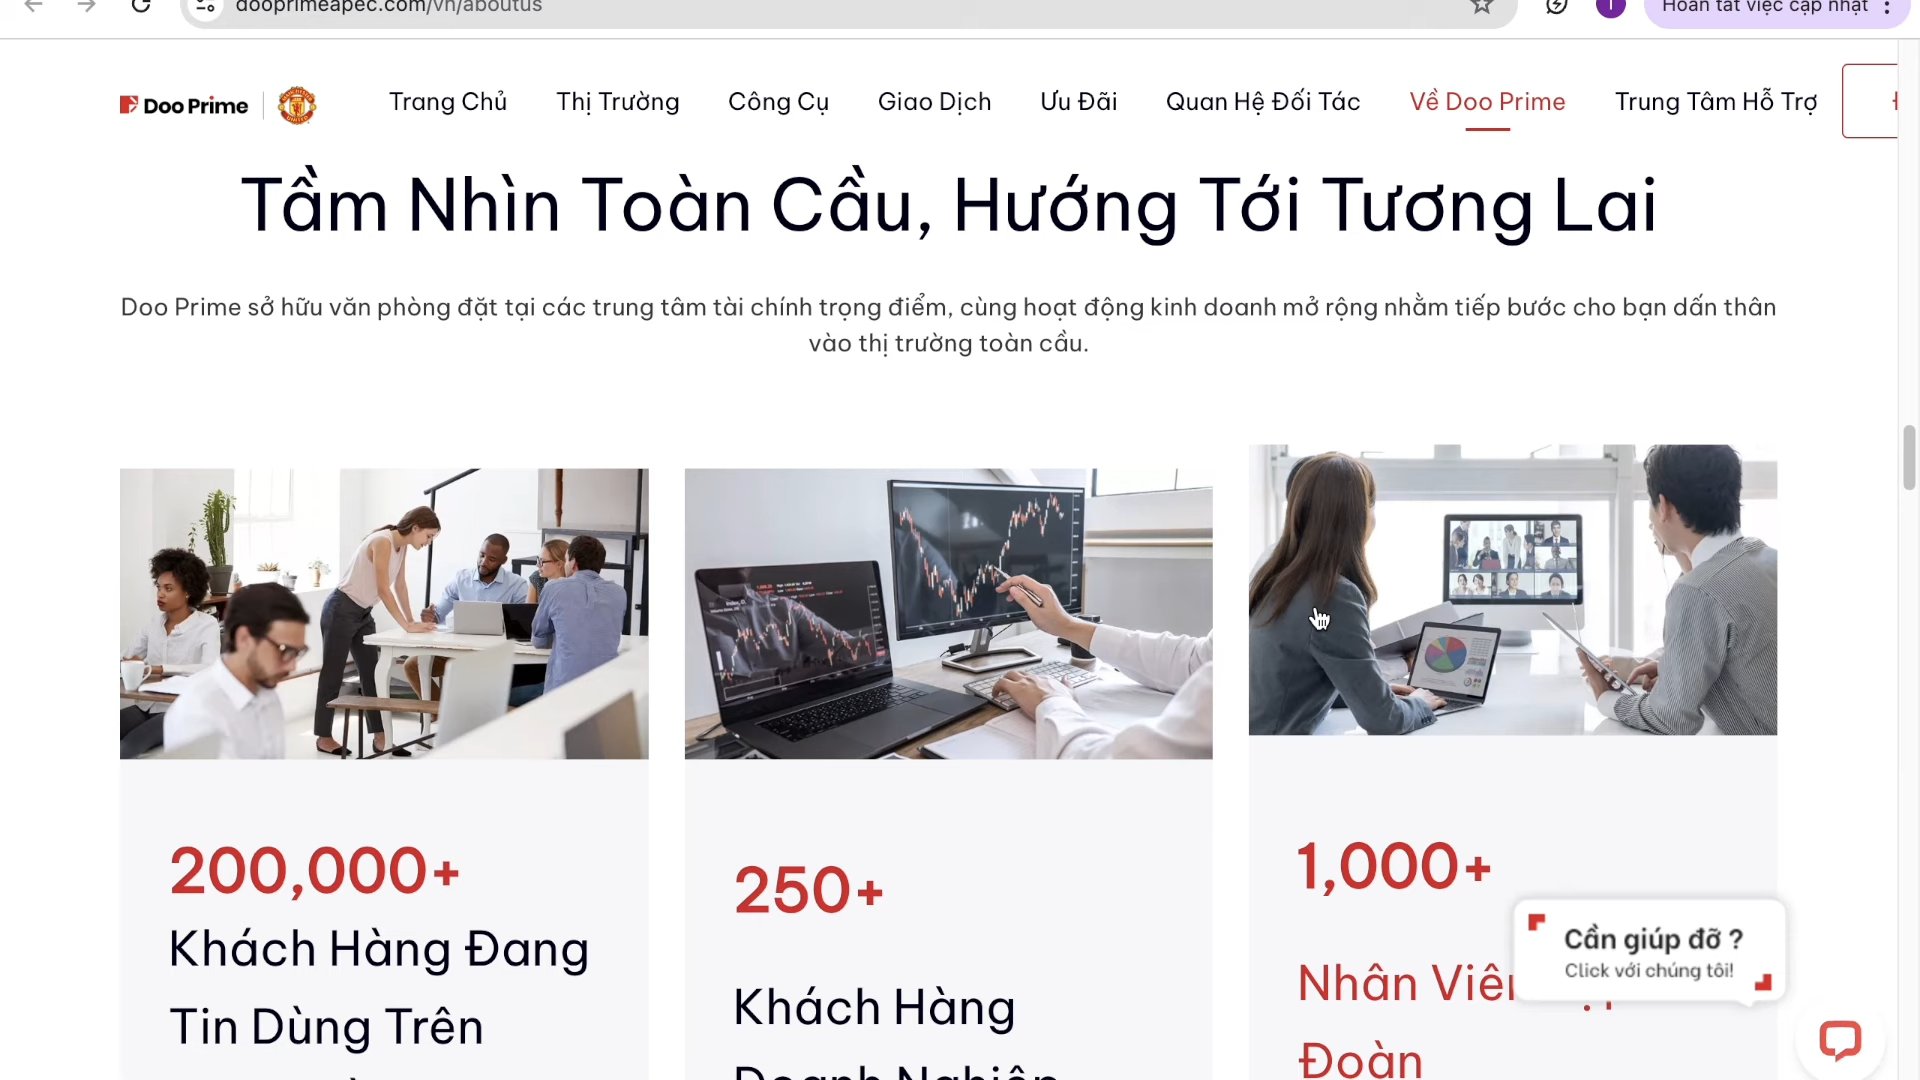 dooprimeapec.com/vn/aboutus
Hoàn tất việc cập nhật
Doo Prime
Trang Chủ
Thị Trường
Công Cụ
Giao Dịch
Ưu Đãi
Quan Hệ Đối Tác
Về Doo Prime
Trung Tâm Hỗ Trợ
Tầm Nhìn Toàn Cầu, Hướng Tới Tương Lai
Doo Prime sở hữu văn phòng đặt tại các trung tâm tài chính trọng điểm, cùng hoạt động kinh doanh mở rộng nhằm tiếp bước cho bạn dấn thân
vào thị trường toàn cầu.
200,000+
Khách Hàng Đang
Tin Dùng Trên
250+
Khách Hàng
Doanh Nghiệp
1,000+
Nhân Viên
Đoàn
Cần giúp đỡ ?
Click với chúng tôi!